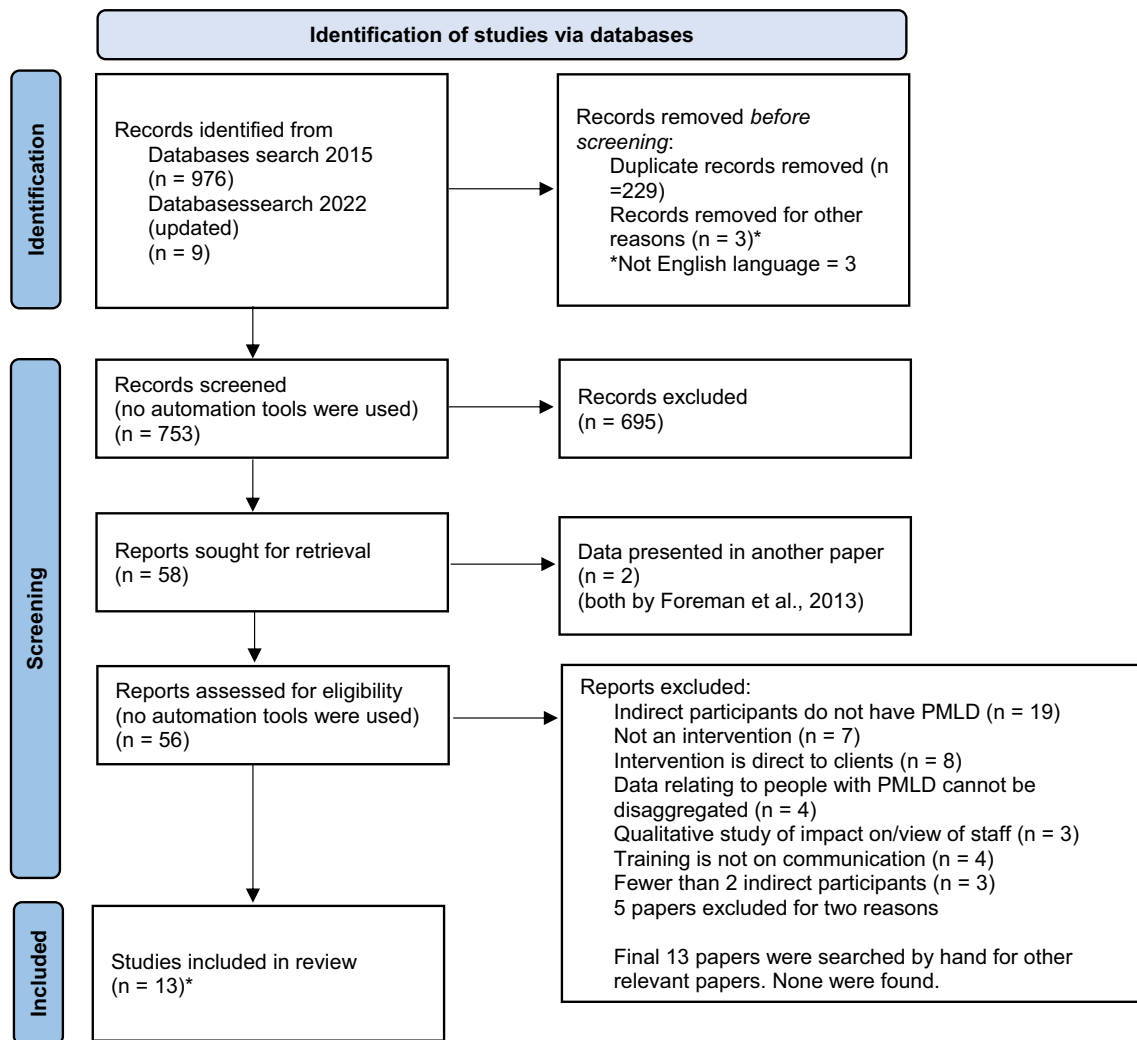 Identification of studies via databases
Identification
Records identified from
Databases search 2015
(n = 976)
Databasessearch 2022
(updated)
(n = 9)
Records removed before
screening:
Duplicate records removed (n
=229)
Records removed for other
reasons (n = 3)*
*Not English language = 3
Screening
Records screened
(no automation tools were used)
(n = 753)
Records excluded
(n = 695)
Reports sought for retrieval
(n = 58)
Data presented in another paper
(n = 2)
(both by Foreman et al., 2013)
Reports assessed for eligibility
(no automation tools were used)
(n = 56)
Reports excluded:
Indirect participants do not have PMLD (n = 19)
Not an intervention (n = 7)
Intervention is direct to clients (n = 8)
Data relating to people with PMLD cannot be
disaggregated (n = 4)
Qualitative study of impact on/view of staff (n = 3)
Training is not on communication (n = 4)
Fewer than 2 indirect participants (n = 3)
5 papers excluded for two reasons
Final 13 papers were searched by hand for other
relevant papers. None were found.
Included
Studies included in review
(n = 13)*